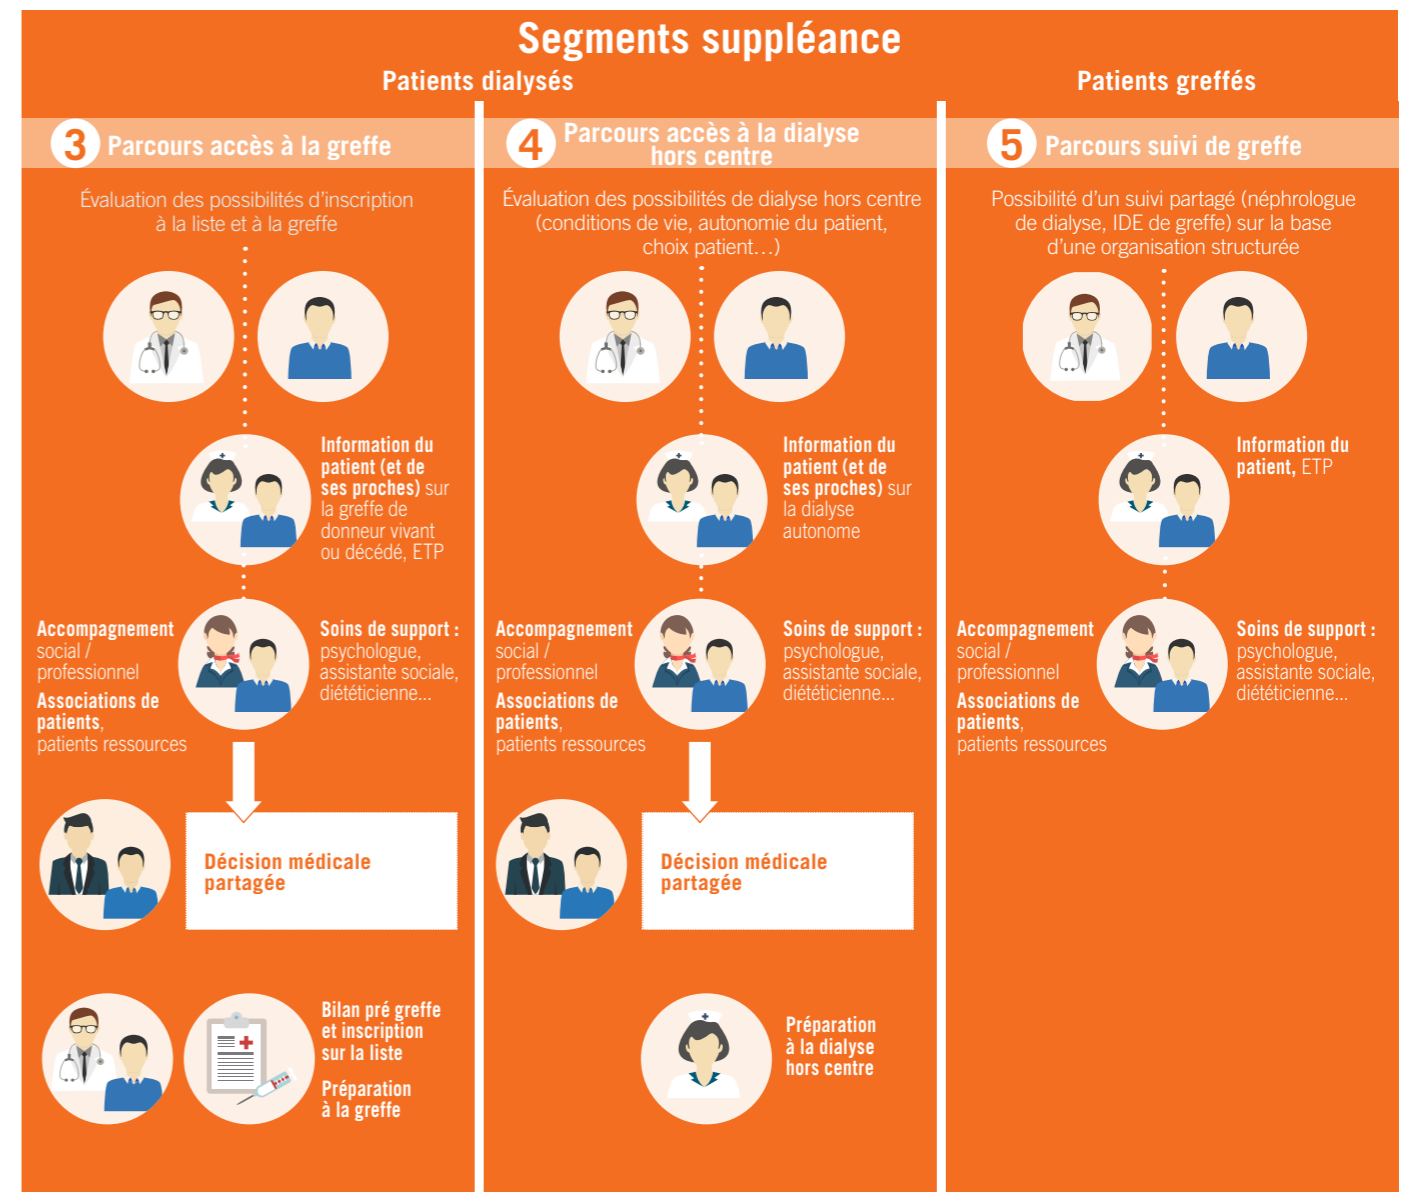 Segments suppléance
Patients dialysés
Patients greffés
3 Parcours accès à la greffe
Évaluation des possibilités d'inscription
à la liste et à la greffe
Information du
patient (et de
ses proches) sur
la greffe de
donneur vivant
ou décédé, ETP
Accompagnement
social /
professionnel
Associations de
patients,
patients ressources
Soins de support :
psychologue,
assistante sociale,
diététicienne...
Décision médicale
partagée
Bilan pré greffe
et inscription
sur la liste
Préparation
à la greffe
4 Parcours accès à la dialyse
hors centre
Évaluation des possibilités de dialyse hors centre
(conditions de vie, autonomie du patient,
choix patient…)
Information du
patient (et de
ses proches) sur
la dialyse
autonome
Accompagnement
social /
professionnel
Associations de
patients,
patients ressources
Soins de support :
psychologue,
assistante sociale,
diététicienne...
Décision médicale
partagée
Préparation
à la dialyse
hors centre
5 Parcours suivi de greffe
Possibilité d'un suivi partagé (néphrologue
de dialyse, IDE de greffe) sur la base
d'une organisation structurée
Information du
patient, ETP
Accompagnement
social /
professionnel
Associations de
patients,
patients ressources
Soins de support :
psychologue,
assistante sociale,
diététicienne...